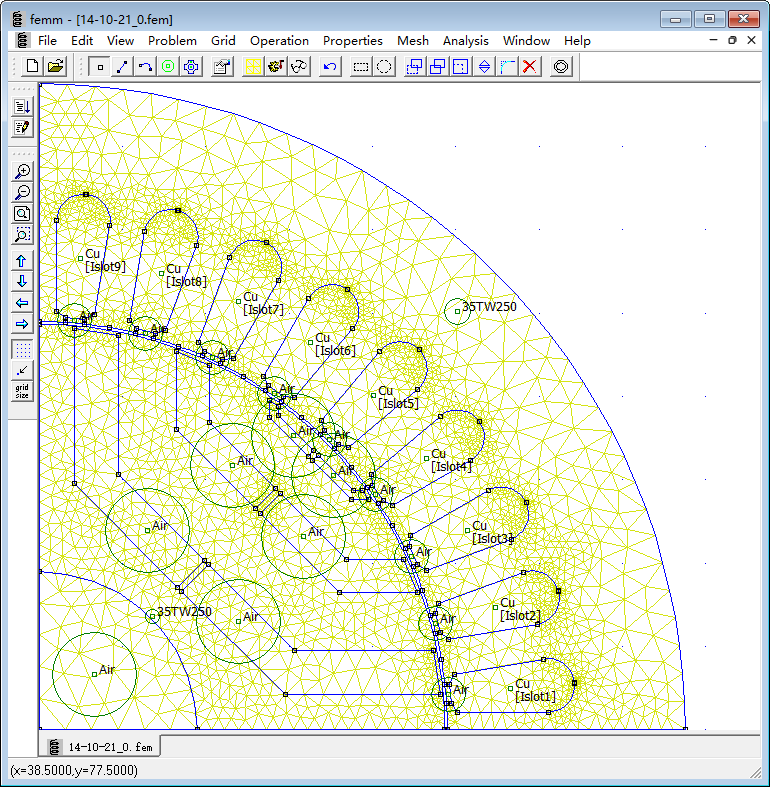 femm - [14-10-21_0.fem]
File Edit View Problem Grid Operation Properties Mesh Analysis Window Help
grid
size
Cu
[Islot9]
Cu
[Islot8]
Cu
[Islot7]
35TW250
Air
Air
Cu
[Islot6]
Air
Air
Cu
[Islot5]
Air
Air
Cu
[Islot4]
Air
Air
Air
Air
Cu
[Islot3]
Air
Air
Cu
[Islot2]
35TW250
Air
Air
Air
Cu
[Islot1]
14-10-21_0.fem
(x=38.5000,y=77.5000)